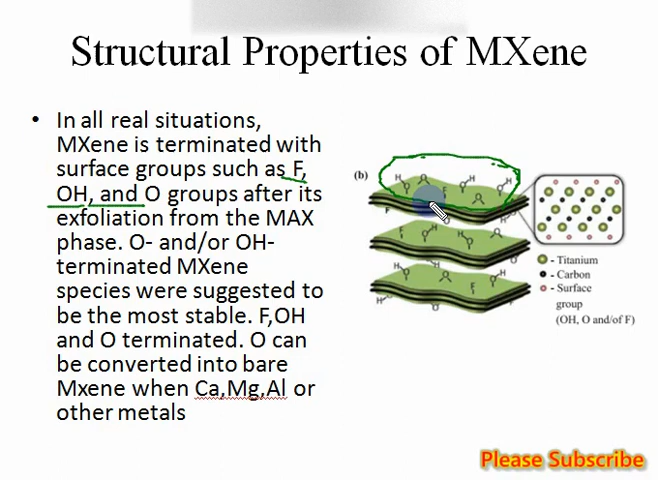 Structural Properties of MXene
• In all real situations,
MXene is terminated with
surface groups such as F,
OH, and O groups after its
exfoliation from the MAX
phase. O- and/or OH-
terminated MXene
species were suggested to
be the most stable. F,OH
and O terminated. O can
be converted into bare
Mxene when Ca,Mg,Al or
other metals
(b)
- Titanium
- Carbon
- Surface
group
(OH, O and/of F)
Please Subscribe